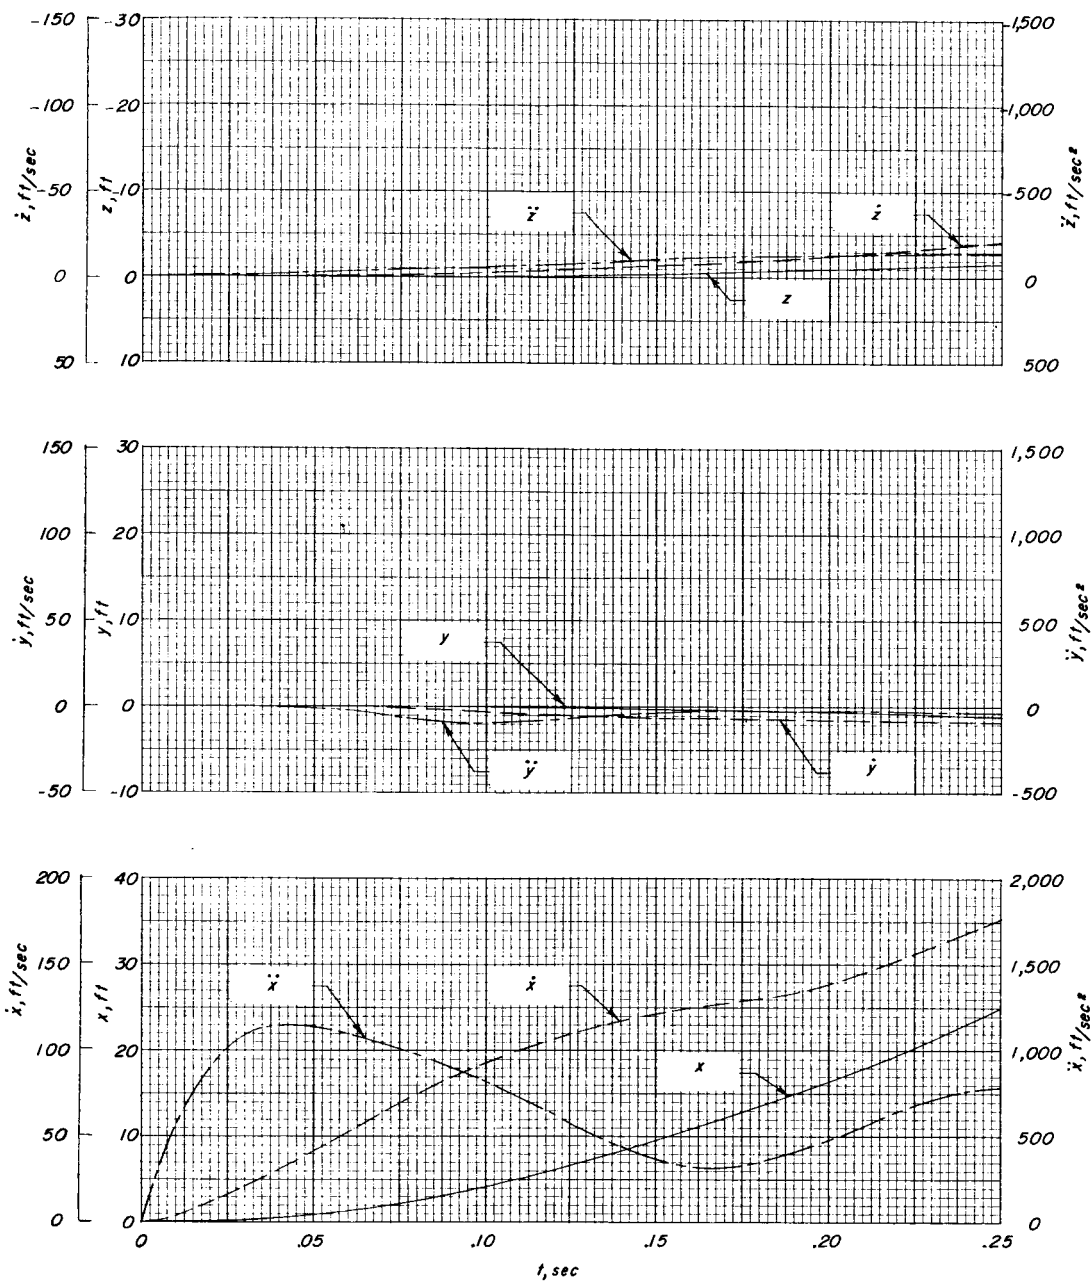 -150 -30 -1,500
-100 -20 -1,000
ż, ft/sec z, ft z̈, ft/sec²
-50 -10 -500
z̈ ż
0 0 0
z
50 10 500
150 30 1,500
100 20 1,000
ẏ, ft/sec y, ft ÿ, ft/sec²
50 10 500
y
0 0 0
ÿ ẏ
-50 -10 -500
200 40 2,000
150 30 1,500
ẋ, ft/sec x, ft ẍ, ft/sec²
ẍ ẋ
100 20 1,000
x
50 10 500
0 0 0
0 .05 .10 .15 .20 .25
t, sec